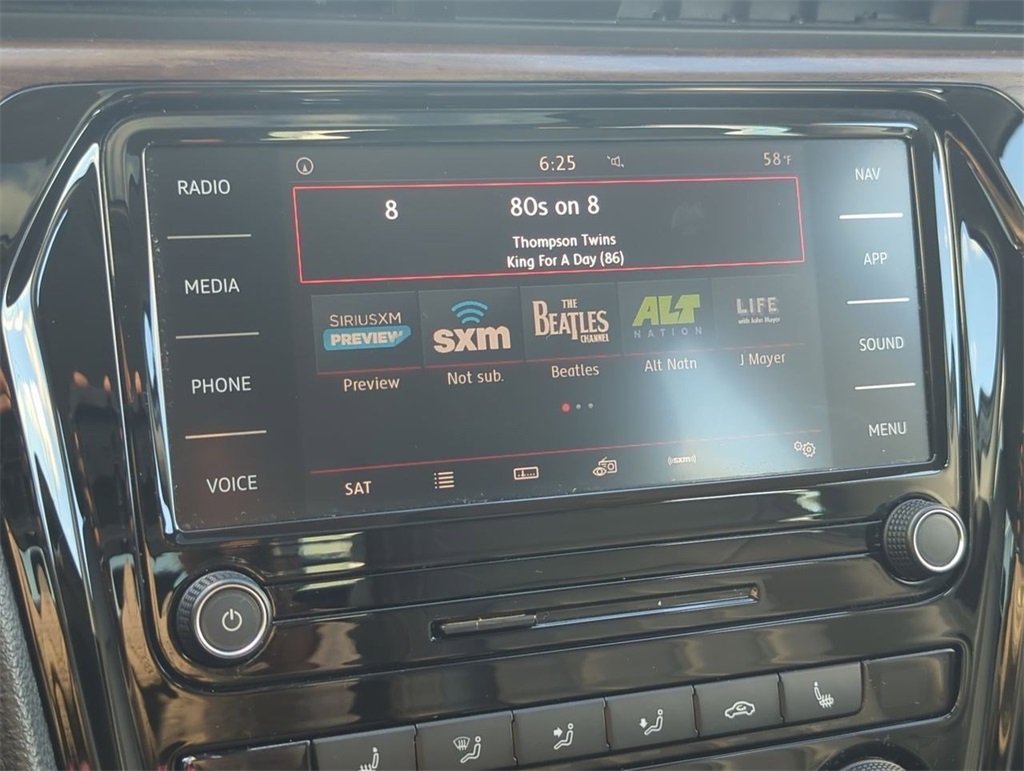 6:25
58°F
RADIO
MEDIA
PHONE
VOICE
8 80s on 8
Thompson Twins
King For A Day (86)
SIRIUSXM
PREVIEW
Preview
sxm
Not sub.
THE
BEATLES
CHANNEL
Beatles
ALT
NATION
Alt Natn
LIFE
with John Mayer
J Mayer
SAT
((sxm))
NAV
APP
SOUND
MENU